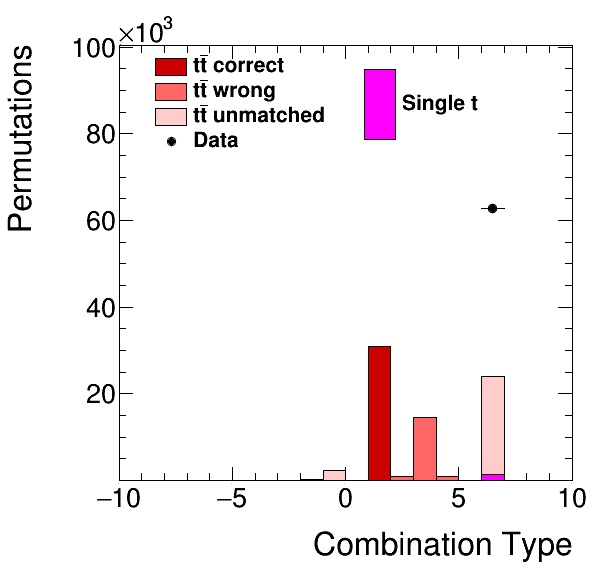 ×10³
100
80
60
40
20
Permutations
tt̄ correct
tt̄ wrong
tt̄ unmatched
Data
Single t
−10
−5
0
5
10
Combination Type